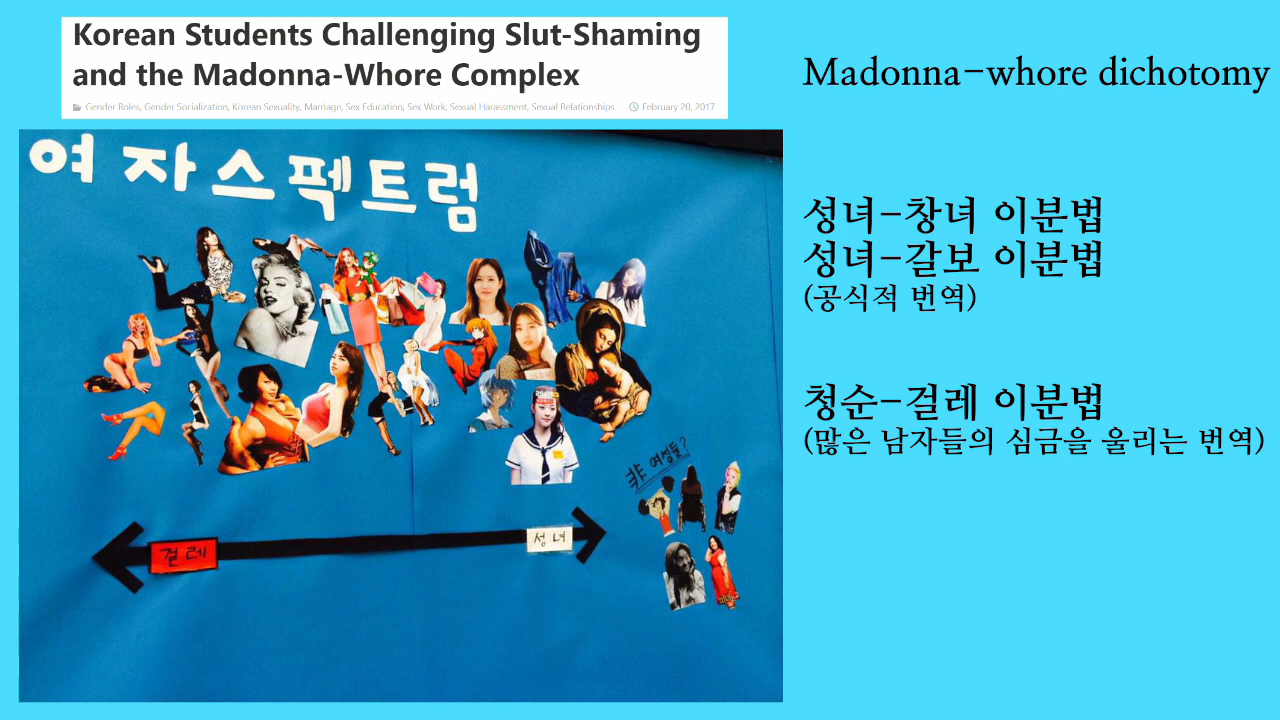 Korean Students Challenging Slut-Shaming
and the Madonna-Whore Complex
Gender Roles, Gender Socialization, Korean Sexuality, Marriage, Sex Education, Sex Work, Sexual Harassment, Sexual Relationships February 20, 2017
여자스펙트럼
非 여성들?
걸레
성녀
Madonna-whore dichotomy
성녀-창녀 이분법
성녀-갈보 이분법
(공식적 번역)
청순-걸레 이분법
(많은 남자들의 심금을 울리는 번역)